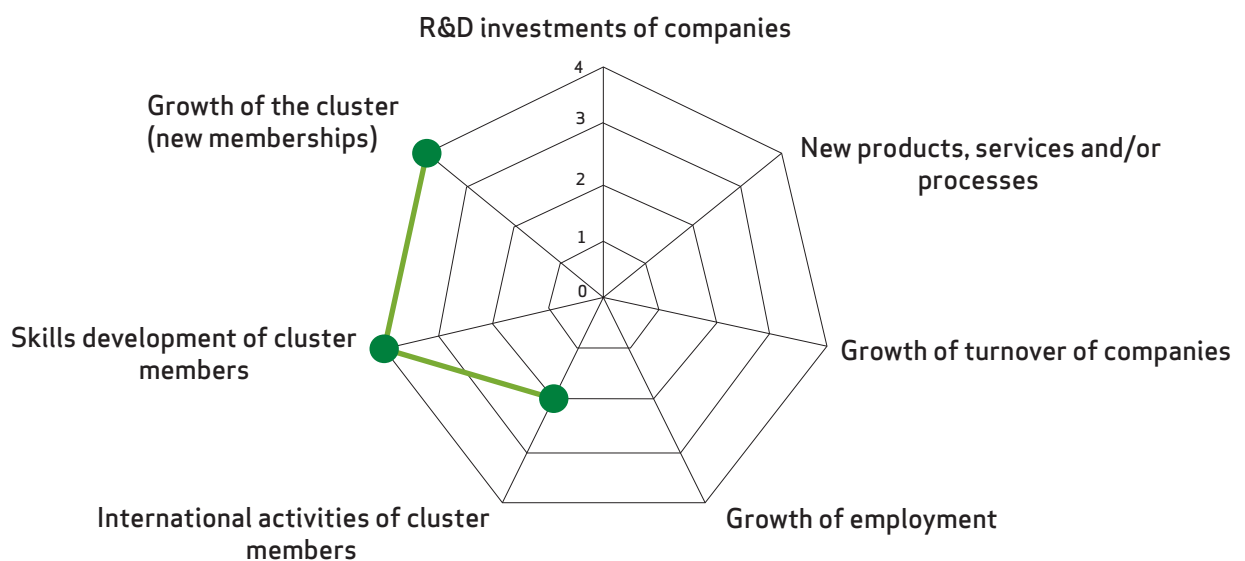 R&D investments of companies
4
Growth of the cluster
(new memberships)
3
New products, services and/or
processes
2
1
0
Skills development of cluster
members
Growth of turnover of companies
International activities of cluster
members
Growth of employment